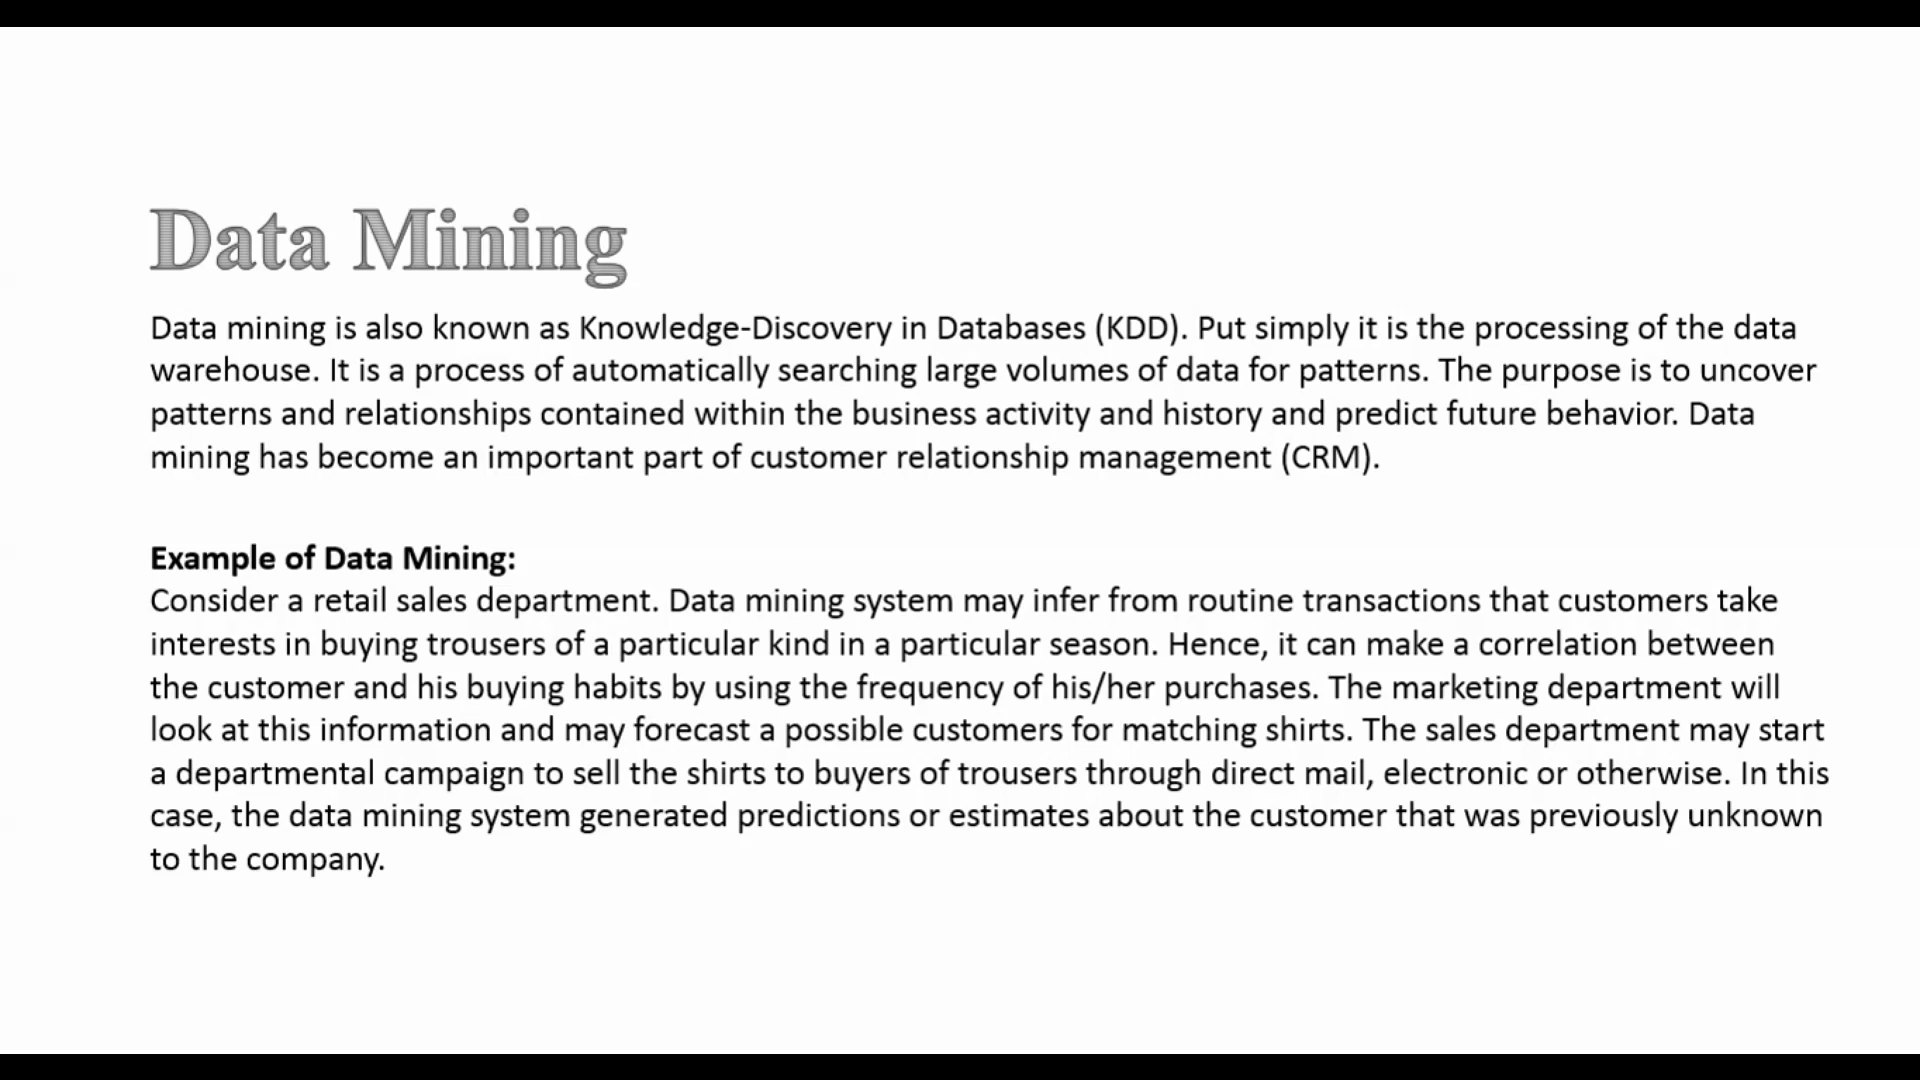 Data Mining
Data mining is also known as Knowledge-Discovery in Databases (KDD). Put simply it is the processing of the data
warehouse. It is a process of automatically searching large volumes of data for patterns. The purpose is to uncover
patterns and relationships contained within the business activity and history and predict future behavior. Data
mining has become an important part of customer relationship management (CRM).
Example of Data Mining:
Consider a retail sales department. Data mining system may infer from routine transactions that customers take
interests in buying trousers of a particular kind in a particular season. Hence, it can make a correlation between
the customer and his buying habits by using the frequency of his/her purchases. The marketing department will
look at this information and may forecast a possible customers for matching shirts. The sales department may start
a departmental campaign to sell the shirts to buyers of trousers through direct mail, electronic or otherwise. In this
case, the data mining system generated predictions or estimates about the customer that was previously unknown
to the company.